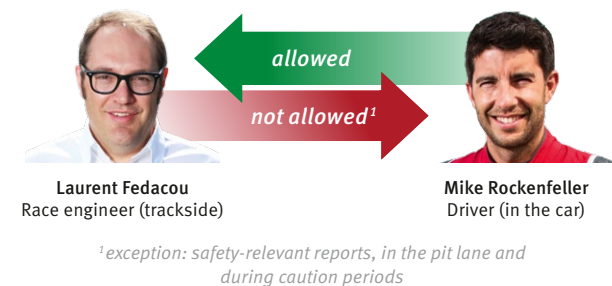 allowed
not allowed¹
Laurent Fedacou
Race engineer (trackside)
Mike Rockenfeller
Driver (in the car)
¹exception: safety-relevant reports, in the pit lane and
during caution periods